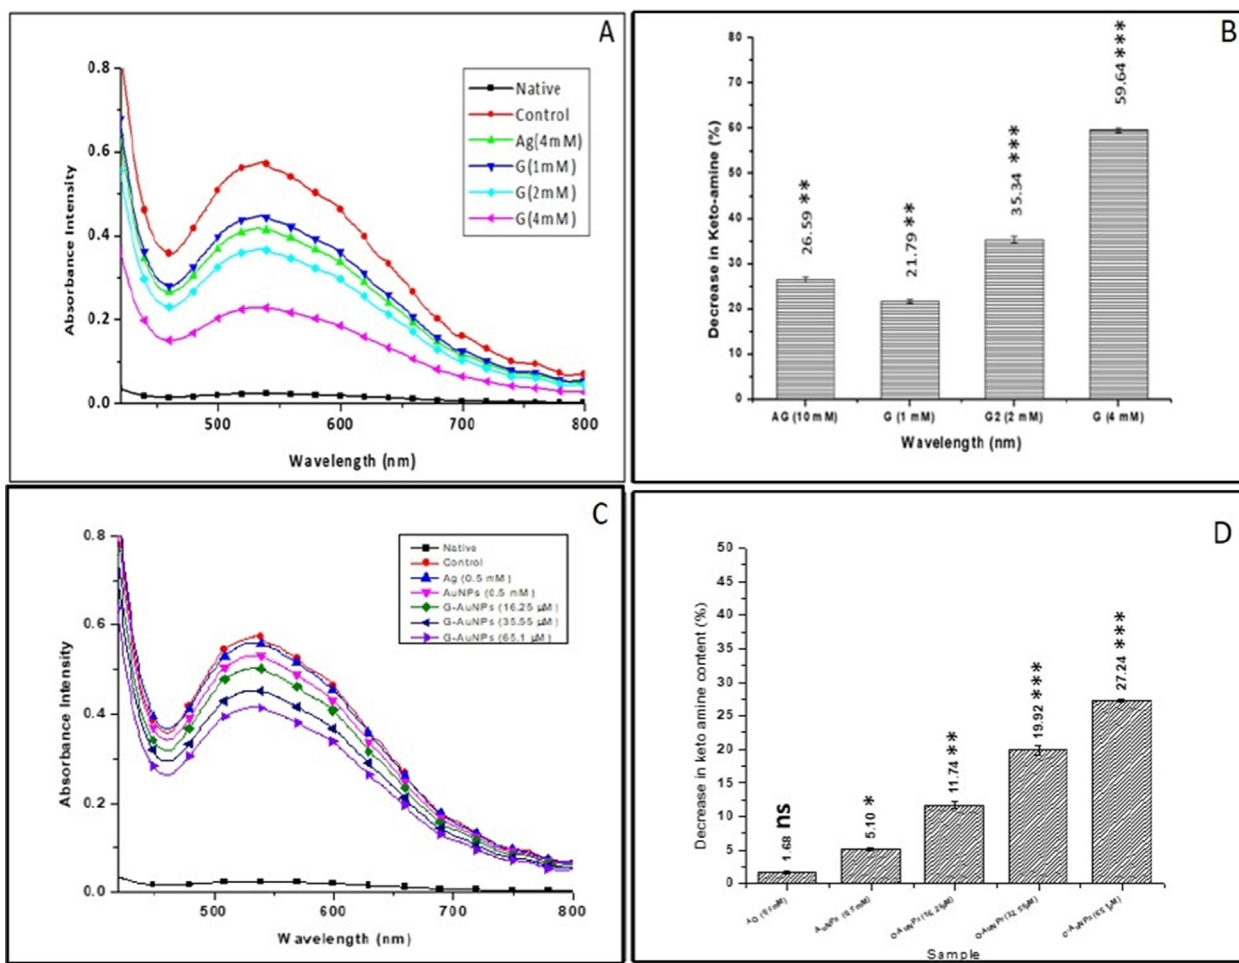 A
0.8
0.6
0.4
0.2
0.0
500
600
700
800
Absorbance Intensity
Wavelength (nm)
Native
Control
Ag(4mM)
G(1mM)
G(2mM)
G(4mM)
B
80
70
60
50
40
30
20
10
0
Decrease in Keto-amine (%)
26.59 **
21.79 **
35.34 ***
59.64 ***
AG (10 mM)
G (1 mM)
G2 (2 mM)
G (4 mM)
Wavelength (nm)
C
0.8
0.6
0.4
0.2
0.0
500
600
700
800
Absorbance Intensity
Wavelength (nm)
Native
Control
Ag (0.5 mM)
AuNPs (0.5 mM)
G-AuNPs (16.25 µM)
G-AuNPs (35.55 µM)
G-AuNPs (65.1 µM)
D
50
45
40
35
30
25
20
15
10
5
0
Decrease in keto amine content (%)
1.68 ns
5.10 *
11.74 **
19.92 ***
27.24 ***
Sample